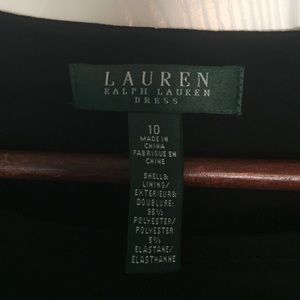 LAUREN
RALPH LAUREN
DRESS
10
MADE IN
CHINA
FABRIQUE EN
CHINE
SHELL&
LINING/
EXTERIEUR&
DOUBLURE:
95%
POLYESTER/
POLYESTER
5%
ELASTANE/
ELASTHANNE